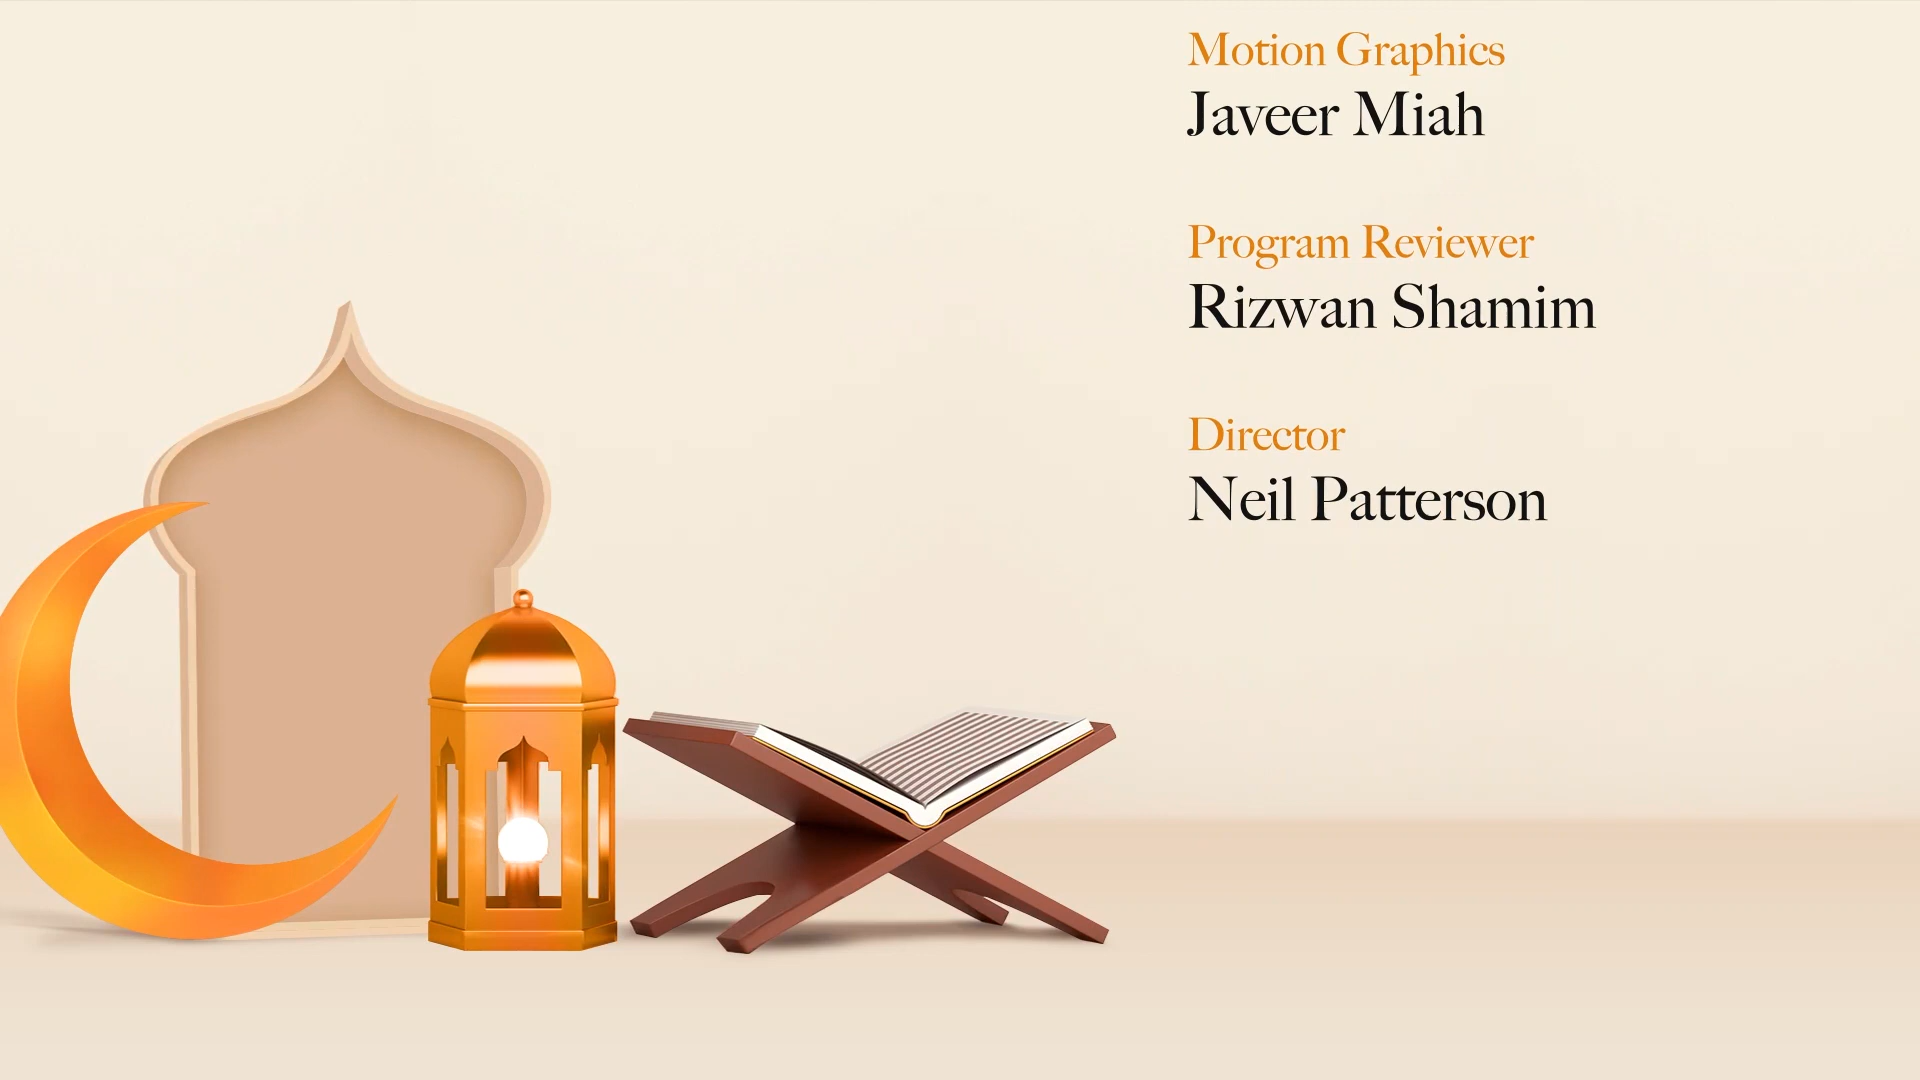 Motion Graphics
Javeer Miah
Program Reviewer
Rizwan Shamim
Director
Neil Patterson